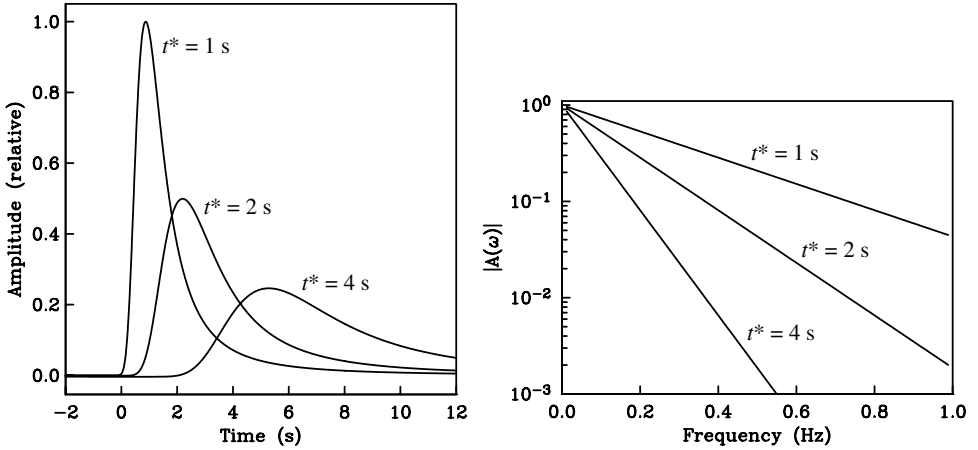 Amplitude (relative)
1.0
0.8
0.6
0.4
0.2
0.0
t* = 1 s
t* = 2 s
t* = 4 s
−2 0 2 4 6 8 10 12
Time (s)
|A(ω)|
10⁰
10⁻¹
10⁻²
10⁻³
t* = 1 s
t* = 2 s
t* = 4 s
0.0 0.2 0.4 0.6 0.8 1.0
Frequency (Hz)